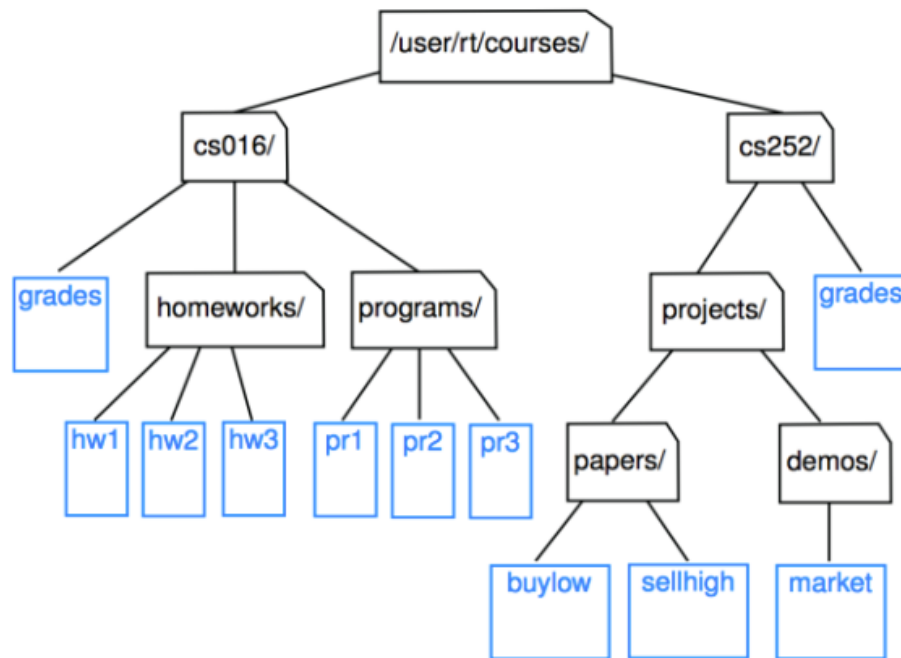 /user/rt/courses/
cs016/
cs252/
grades
homeworks/
programs/
projects/
grades
hw1
hw2
hw3
pr1
pr2
pr3
papers/
demos/
buylow
sellhigh
market